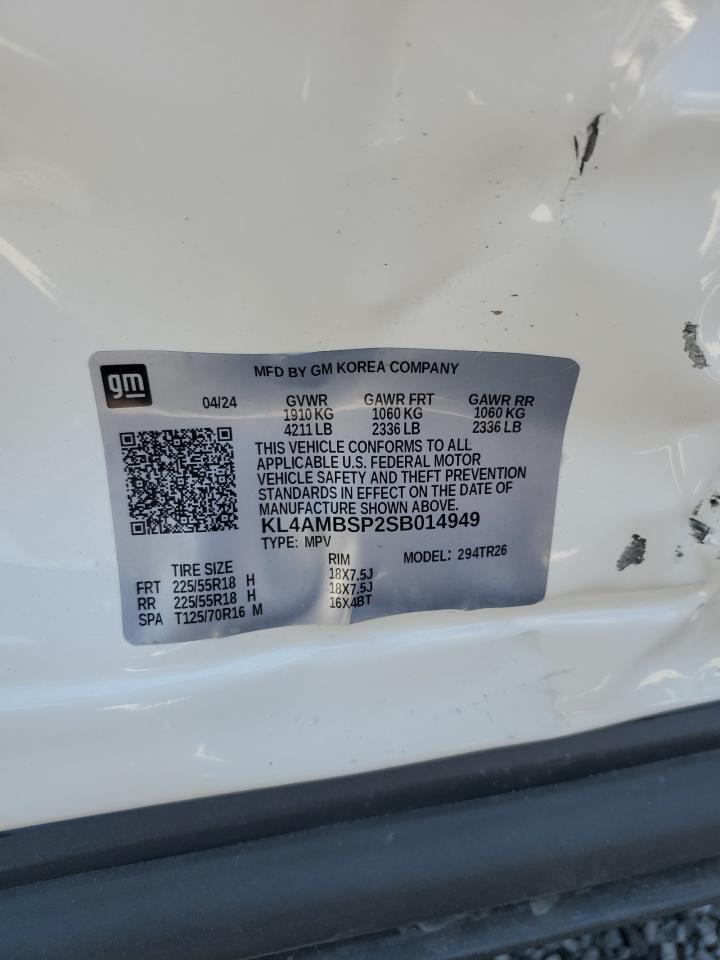 gm
MFD BY GM KOREA COMPANY
04/24 GVWR GAWR FRT GAWR RR
1910 KG 1060 KG 1060 KG
4211 LB 2336 LB 2336 LB
THIS VEHICLE CONFORMS TO ALL
APPLICABLE U.S. FEDERAL MOTOR
VEHICLE SAFETY AND THEFT PREVENTION
STANDARDS IN EFFECT ON THE DATE OF
MANUFACTURE SHOWN ABOVE.
KL4AMBSP2SB014949
TYPE: MPV MODEL: 294TR26
TIRE SIZE RIM
FRT 225/55R18 H 18X7.5J
RR 225/55R18 H 18X7.5J
SPA T125/70R16 M 16X4BT